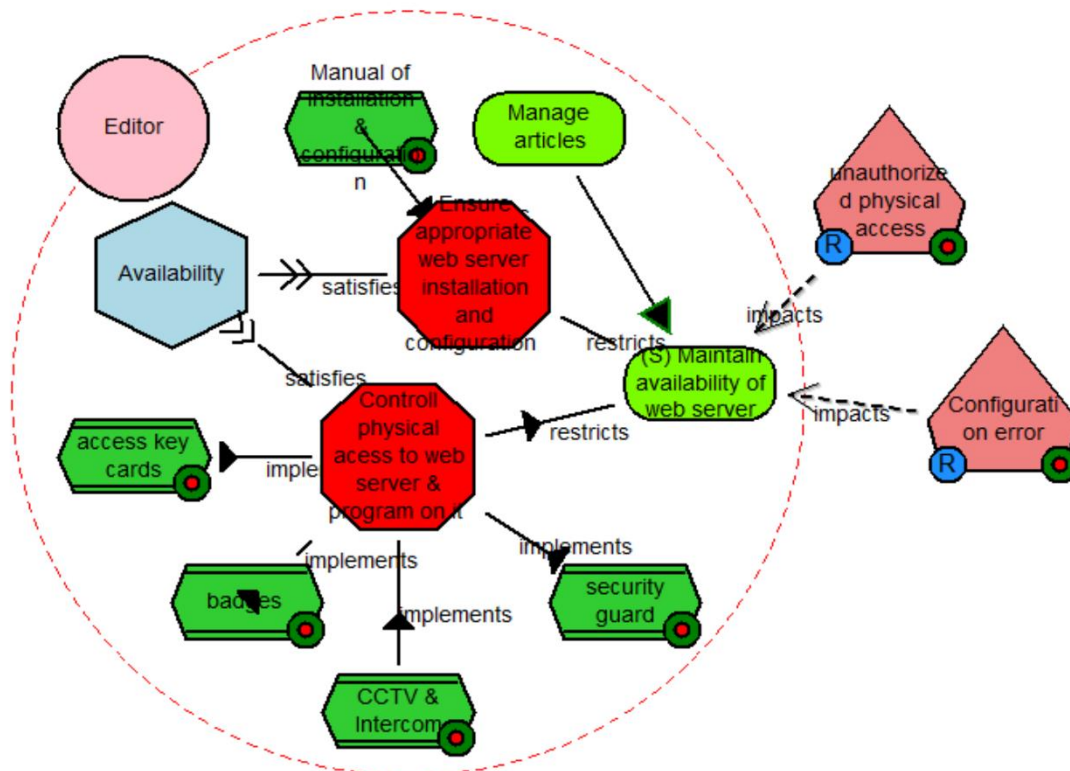 Manual of
installation
&
configuratio
n
Manage
articles
Editor
unauthorize
d physical
access
R
Ensure
appropriate
web server
installation
and
configuration
Availability
satisfies
impacts
restricts
(S) Maintain
availability of
web server
satisfies
impacts
Configurati
on error
R
Controll
physical
acess to web
server &
program on it
restricts
access key
cards
implements
implements
badges
implements
security
guard
implements
CCTV &
Intercom